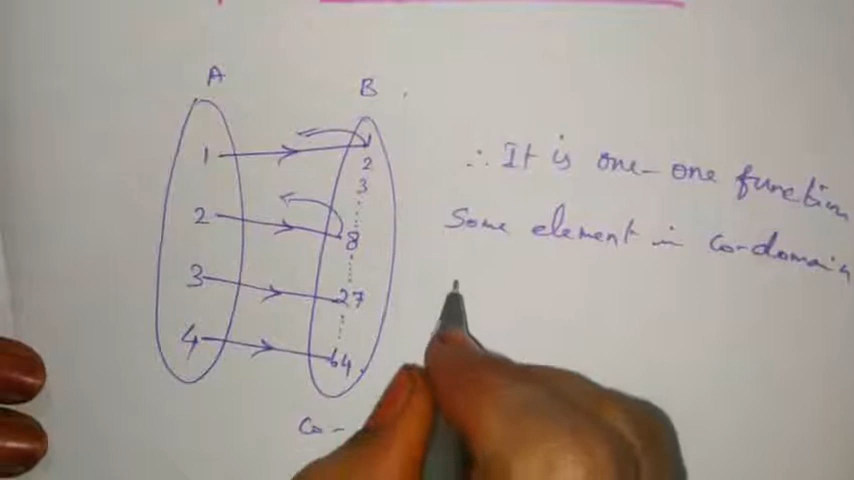 A B
1 1
2
3
2 8
3 27
4 64
Co-
∴ It is one-one function
Some element in co-domain